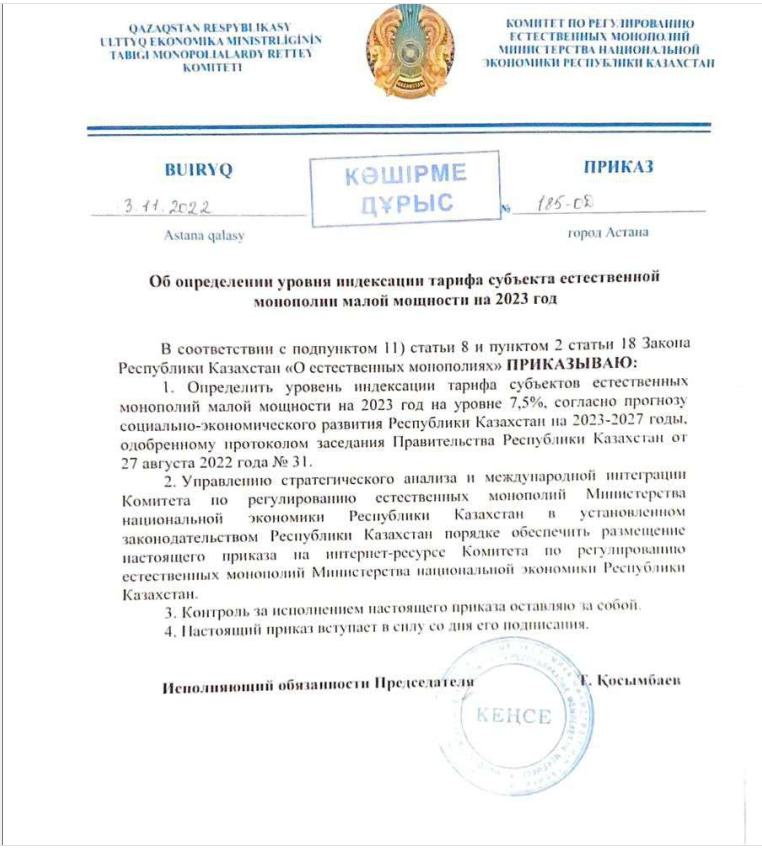 QAZAQSTAN RESPYBLIKASY
ULTTYQ EKONOMIKA MINISTRLIGINIŃ
TABIGI MONOPOLIALARDY RETTEY
KOMITETI
КОМИТЕТ ПО РЕГУЛИРОВАНИЮ
ЕСТЕСТВЕННЫХ МОНОПОЛИЙ
МИНИСТЕРСТВА НАЦИОНАЛЬНОЙ
ЭКОНОМИКИ РЕСПУБЛИКИ КАЗАХСТАН
BUIRYQ
КӨШІРМЕ
ДҰРЫС
ПРИКАЗ
3.11.2022
№ 185-ОД
Astana qalasy
город Астана
Об определении уровня индексации тарифа субъекта естественной
монополии малой мощности на 2023 год
В соответствии с подпунктом 11) статьи 8 и пунктом 2 статьи 18 Закона
Республики Казахстан «О естественных монополиях» ПРИКАЗЫВАЮ:
1. Определить уровень индексации тарифа субъектов естественных
монополий малой мощности на 2023 год на уровне 7,5%, согласно прогнозу
социально-экономического развития Республики Казахстан на 2023-2027 годы,
одобренному протоколом заседания Правительства Республики Казахстан от
27 августа 2022 года № 31.
2. Управлению стратегического анализа и международной интеграции
Комитета по регулированию естественных монополий Министерства
национальной экономики Республики Казахстан в установленном
законодательством Республики Казахстан порядке обеспечить размещение
настоящего приказа на интернет-ресурсе Комитета по регулированию
естественных монополий Министерства национальной экономики Республики
Казахстан.
3. Контроль за исполнением настоящего приказа оставляю за собой.
4. Настоящий приказ вступает в силу со дня его подписания.
Исполняющий обязанности Председателя
Т. Қосымбаев
КЕҢСЕ